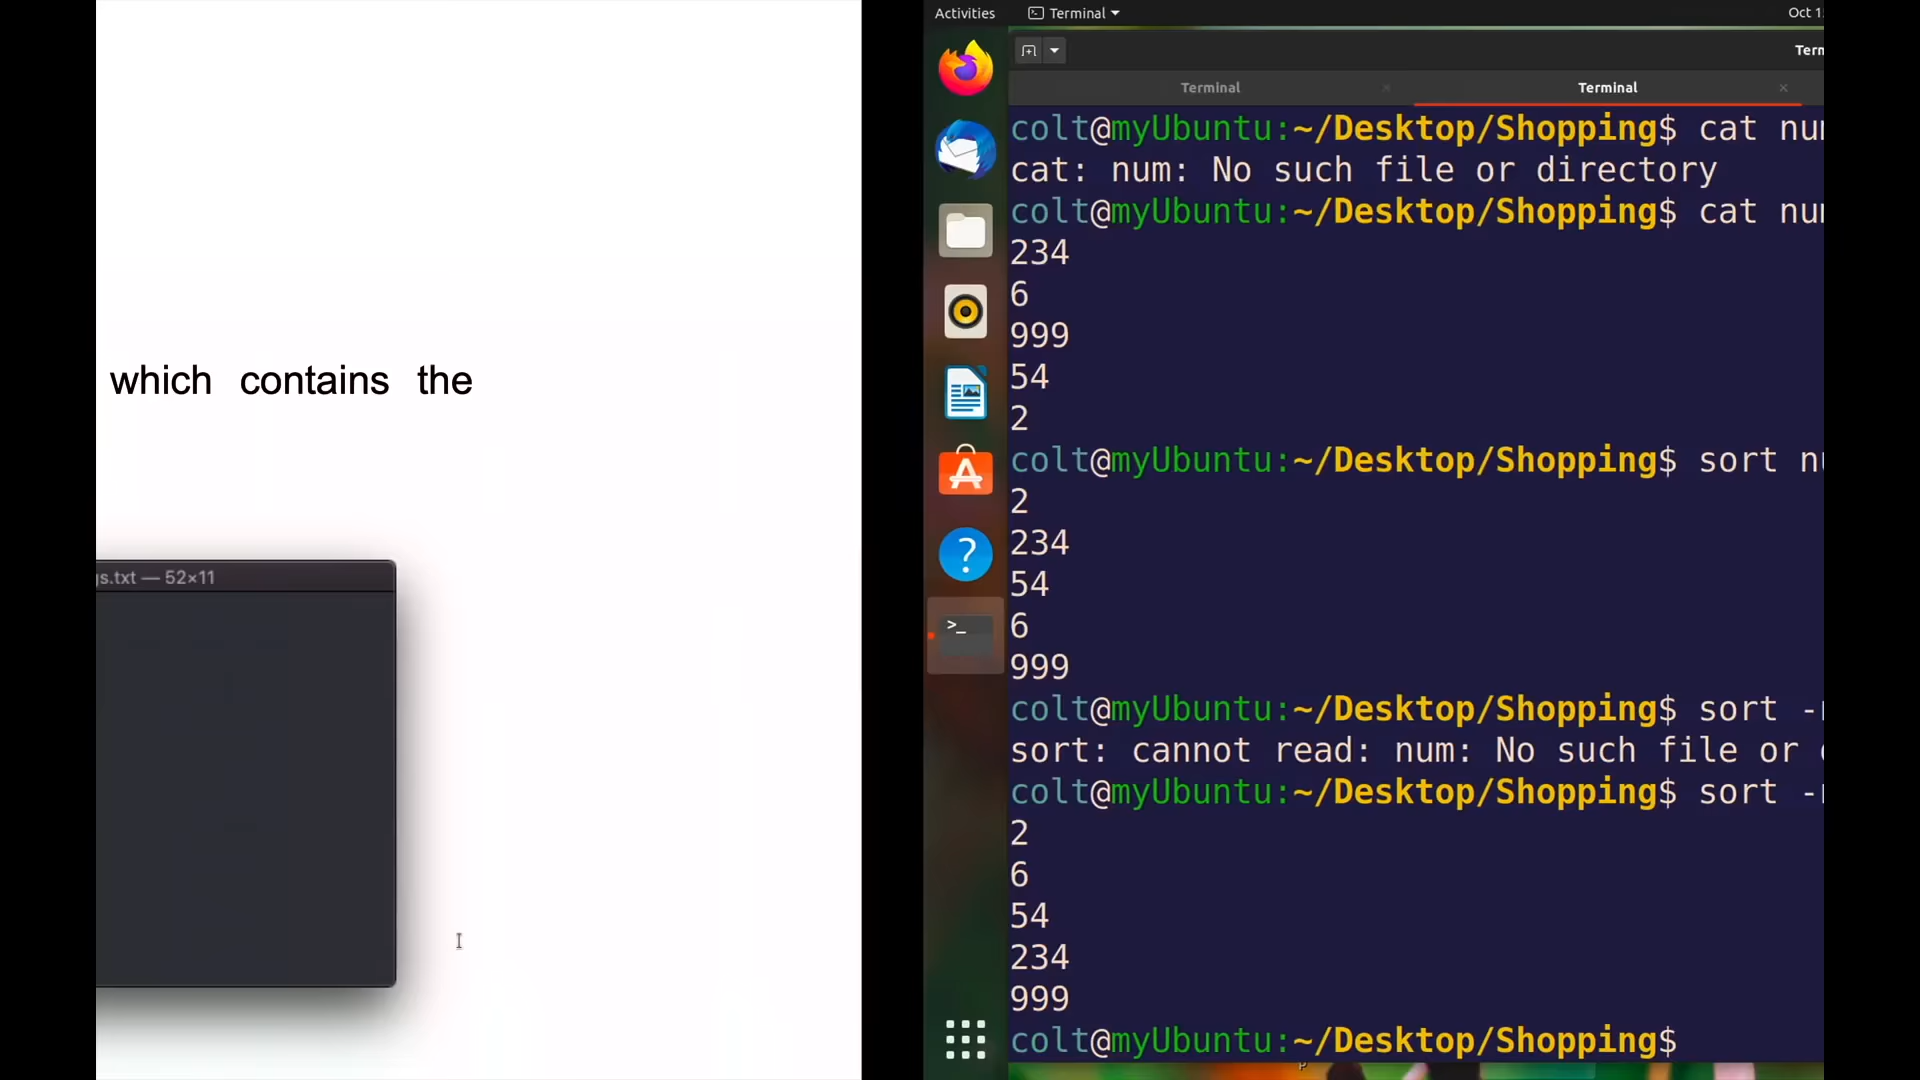 which contains the
gs.txt — 52×11
Activities
Terminal
Oct 1
Term
Terminal
Terminal
colt@myUbuntu:~/Desktop/Shopping$ cat num
cat: num: No such file or directory
colt@myUbuntu:~/Desktop/Shopping$ cat num
234
6
999
54
2
colt@myUbuntu:~/Desktop/Shopping$ sort nu
2
234
54
6
999
colt@myUbuntu:~/Desktop/Shopping$ sort -n
sort: cannot read: num: No such file or
colt@myUbuntu:~/Desktop/Shopping$ sort -n
2
6
54
234
999
colt@myUbuntu:~/Desktop/Shopping$